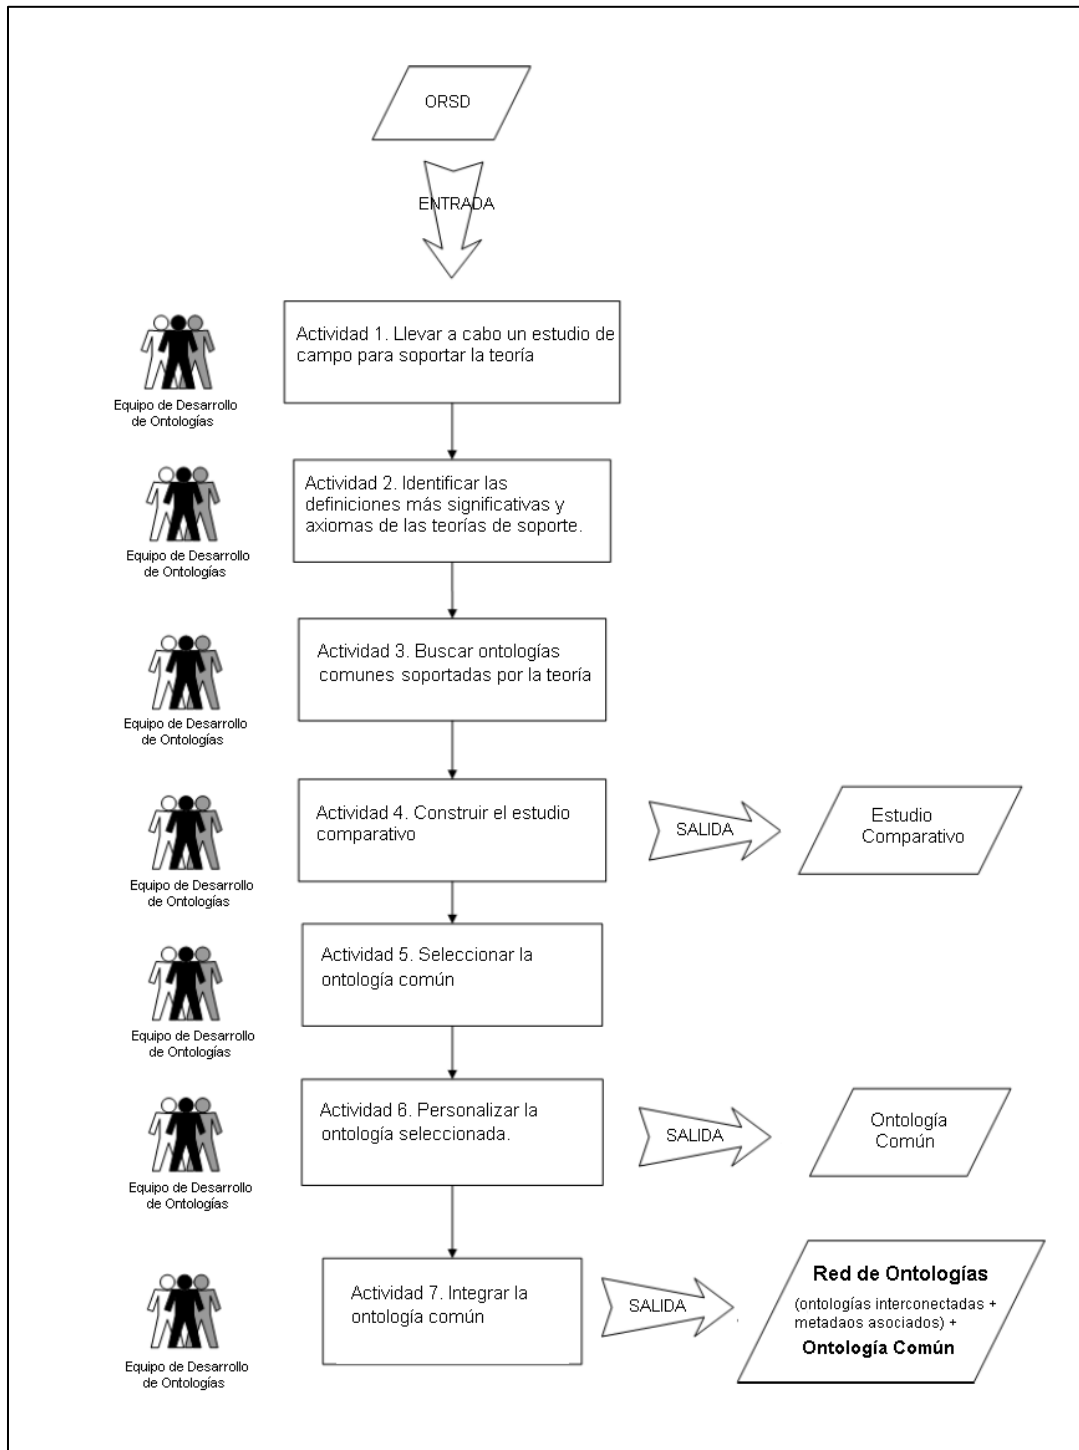 ORSD
ENTRADA
Actividad 1. Llevar a cabo un estudio de
campo para soportar la teoría
Equipo de Desarrollo
de Ontologías
Actividad 2. Identificar las
definiciones más significativas y
axiomas de las teorías de soporte.
Equipo de Desarrollo
de Ontologías
Actividad 3. Buscar ontologías
comunes soportadas por la teoría
Equipo de Desarrollo
de Ontologías
Actividad 4. Construir el estudio
comparativo
SALIDA
Estudio
Comparativo
Equipo de Desarrollo
de Ontologías
Actividad 5. Seleccionar la
ontología común
Equipo de Desarrollo
de Ontologías
Actividad 6. Personalizar la
ontología seleccionada.
SALIDA
Ontología
Común
Equipo de Desarrollo
de Ontologías
Actividad 7. Integrar la
ontología común
SALIDA
Red de Ontologías
(ontologías interconectadas +
metadaos asociados) +
Ontología Común
Equipo de Desarrollo
de Ontologías